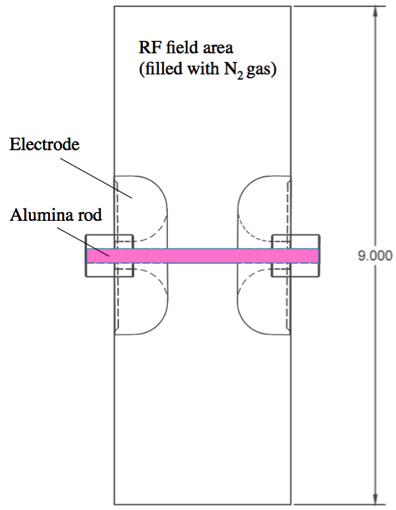 RF field area
(filled with N₂ gas)
Electrode
Alumina rod
9.000